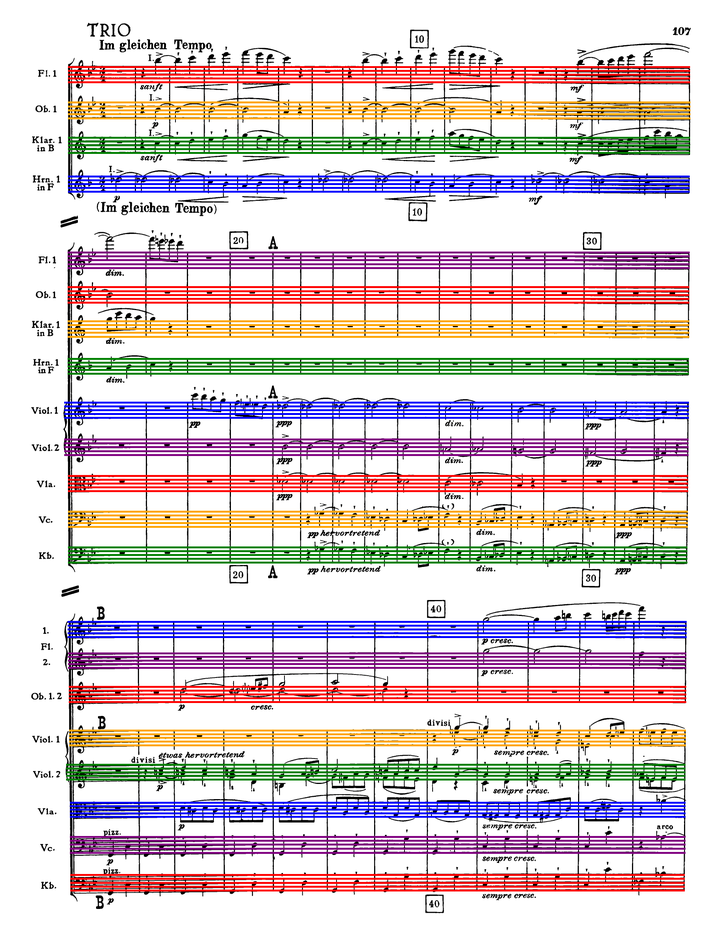 TRIO
107
Im gleichen Tempo
10
Fl. 1
I.
sanft
mf
Ob. 1
I.
p
mf
Klar. 1
in B
I.
sanft
mf
Hrn. 1
in F
I.
p
mf
(Im gleichen Tempo)
10
20
A
30
Fl. 1
dim.
Ob. 1
Klar. 1
in B
dim.
Hrn. 1
in F
dim.
A
Viol. 1
pp
ppp
dim.
ppp
Viol. 2
ppp
dim.
ppp
Vla.
ppp
dim.
Vc.
pp hervortretend
dim.
ppp
Kb.
pp hervortretend
dim.
ppp
20
A
30
B
40
1.
p cresc.
Fl.
2.
p cresc.
Ob. 1. 2
p
cresc.
B
divisi
Viol. 1
p
sempre cresc.
divisi
etwas hervortretend
Viol. 2
p
sempre cresc.
Vla.
p
sempre cresc.
pizz.
arco
Vc.
p
sempre cresc.
pizz.
Kb.
p
sempre cresc.
B
40